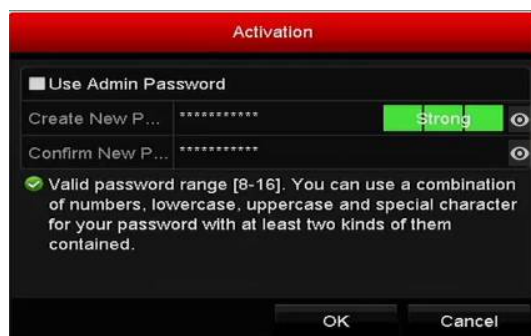 Activation
Use Admin Password
Create New P... *********** Strong
Confirm New P... ***********
Valid password range [8-16]. You can use a combination
of numbers, lowercase, uppercase and special character
for your password with at least two kinds of them
contained.
OK Cancel